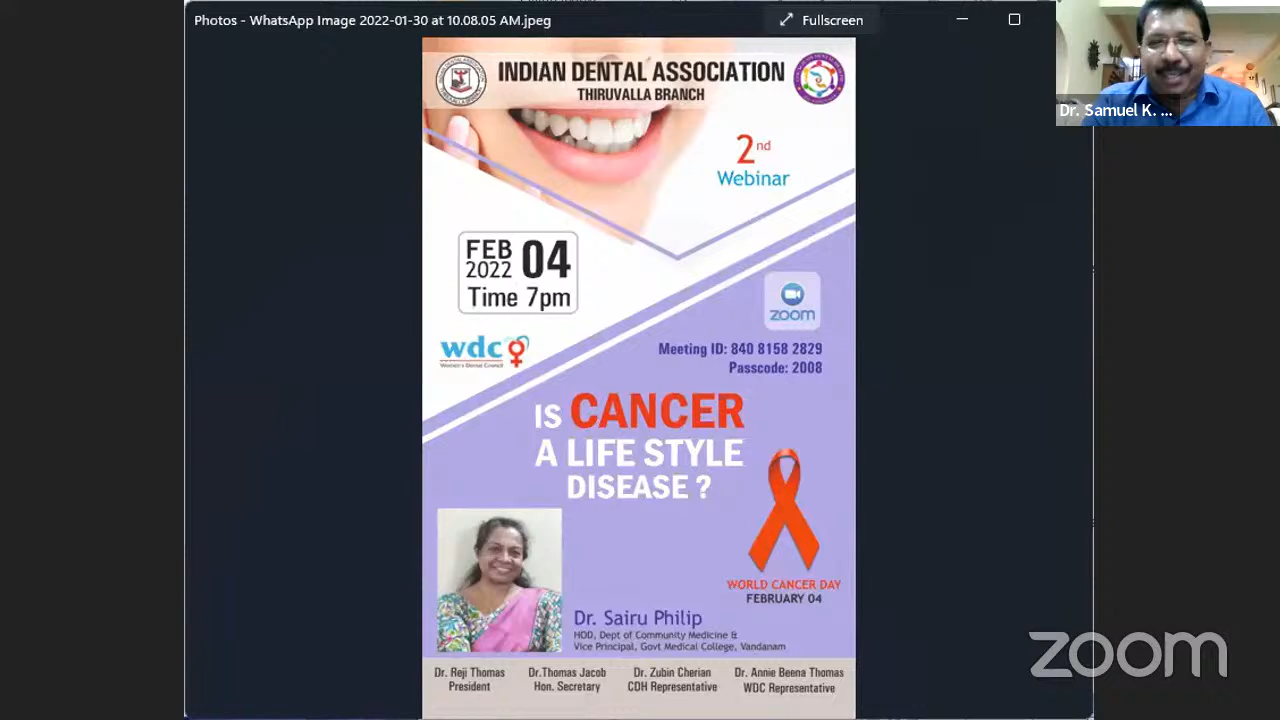 Photos - WhatsApp Image 2022-01-30 at 10.08.05 AM.jpeg
Fullscreen
Dr. Samuel K. ...
INDIAN DENTAL ASSOCIATION
THIRUVALLA BRANCH
2nd
Webinar
FEB
2022
04
Time 7pm
zoom
wdc
Women's Dental Council
Meeting ID: 840 8158 2829
Passcode: 2008
IS CANCER
A LIFE STYLE
DISEASE ?
WORLD CANCER DAY
FEBRUARY 04
Dr. Sairu Philip
HOD, Dept of Community Medicine &
Vice Principal, Govt Medical College, Vandanam
Dr. Reji Thomas
President
Dr.Thomas Jacob
Hon. Secretary
Dr. Zubin Cherian
CDH Representative
Dr. Annie Beena Thomas
WDC Representative
zoom